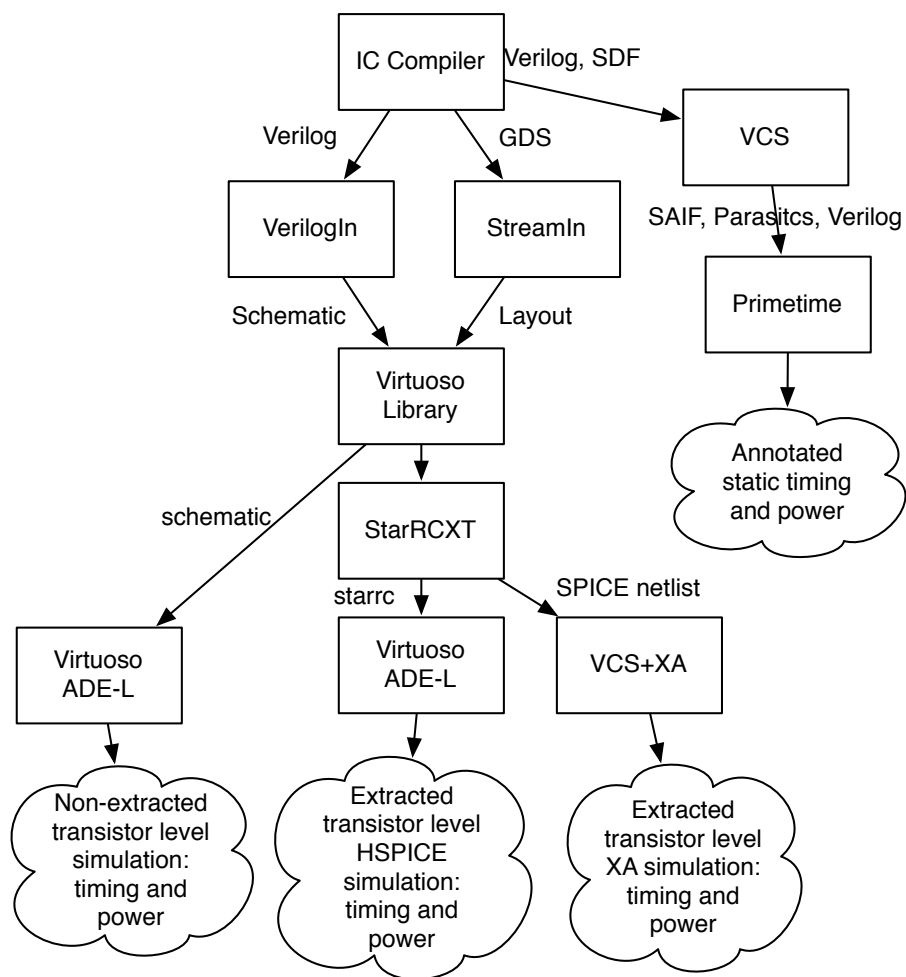 IC Compiler
Verilog, SDF
VCS
Verilog
GDS
VerilogIn
StreamIn
SAIF, Parasitcs, Verilog
Primetime
Schematic
Layout
Virtuoso
Library
Annotated
static timing
and power
schematic
StarRCXT
starrc
SPICE netlist
Virtuoso
ADE-L
Virtuoso
ADE-L
VCS+XA
Non-extracted
transistor level
simulation:
timing and
power
Extracted
transistor level
HSPICE
simulation:
timing and
power
Extracted
transistor level
XA simulation:
timing and
power